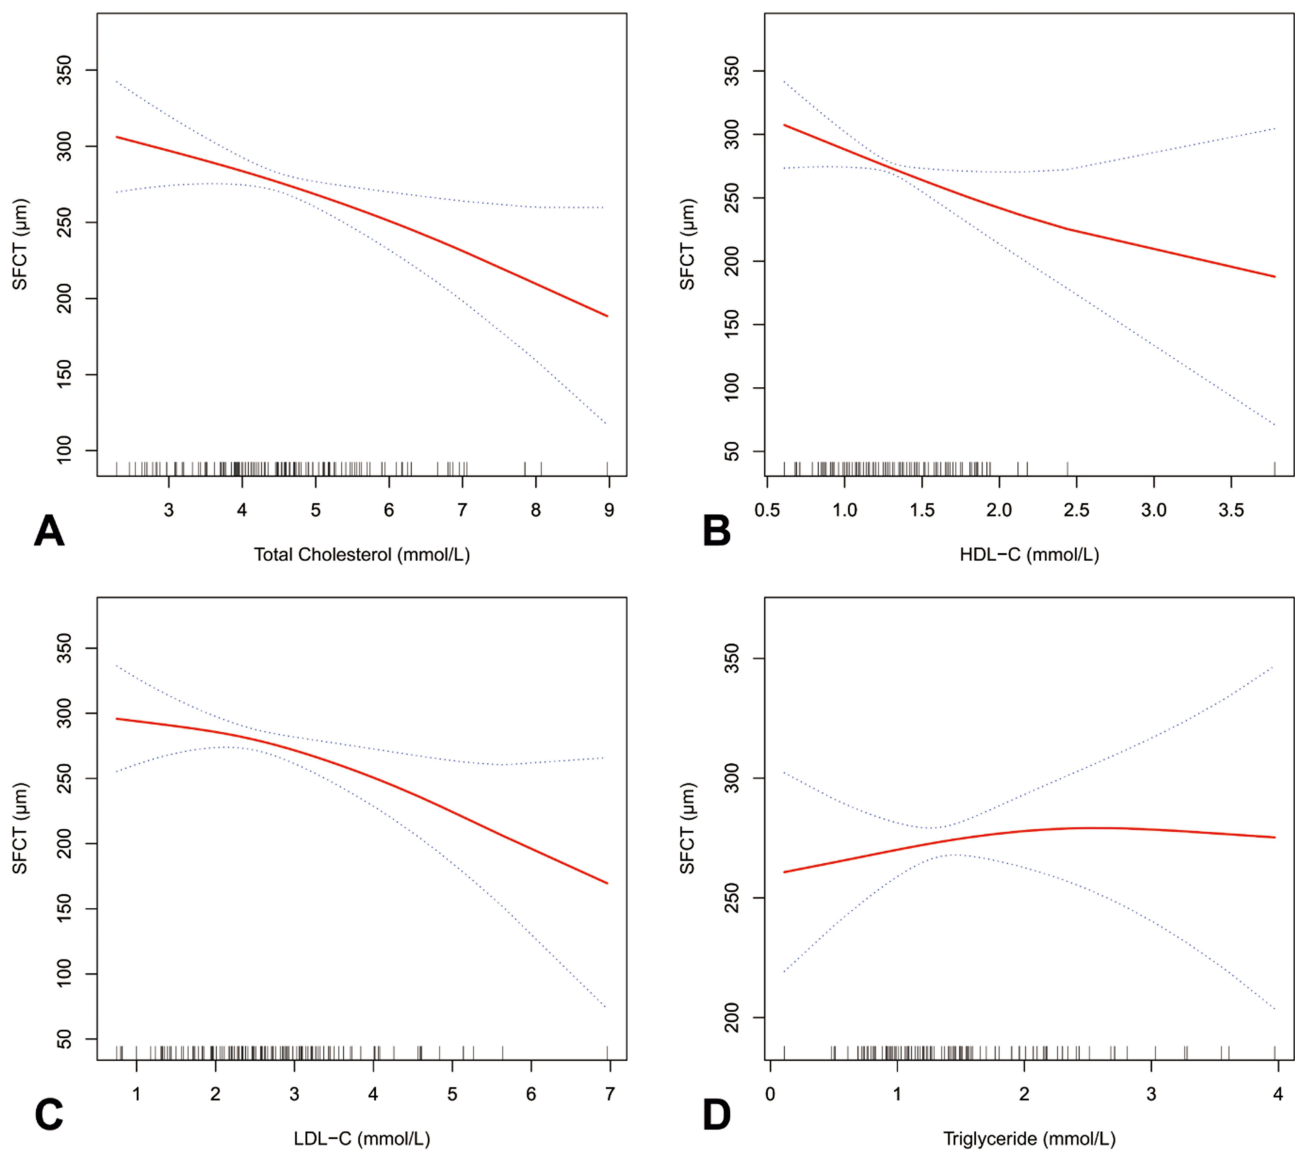 350
300
250
200
150
100
SFCT (μm)
3 4 5 6 7 8 9
Total Cholesterol (mmol/L)
A
350
300
250
200
150
100
50
SFCT (μm)
0.5 1.0 1.5 2.0 2.5 3.0 3.5
HDL−C (mmol/L)
B
350
300
250
200
150
100
50
SFCT (μm)
1 2 3 4 5 6 7
LDL−C (mmol/L)
C
350
300
250
200
SFCT (μm)
0 1 2 3 4
Triglyceride (mmol/L)
D